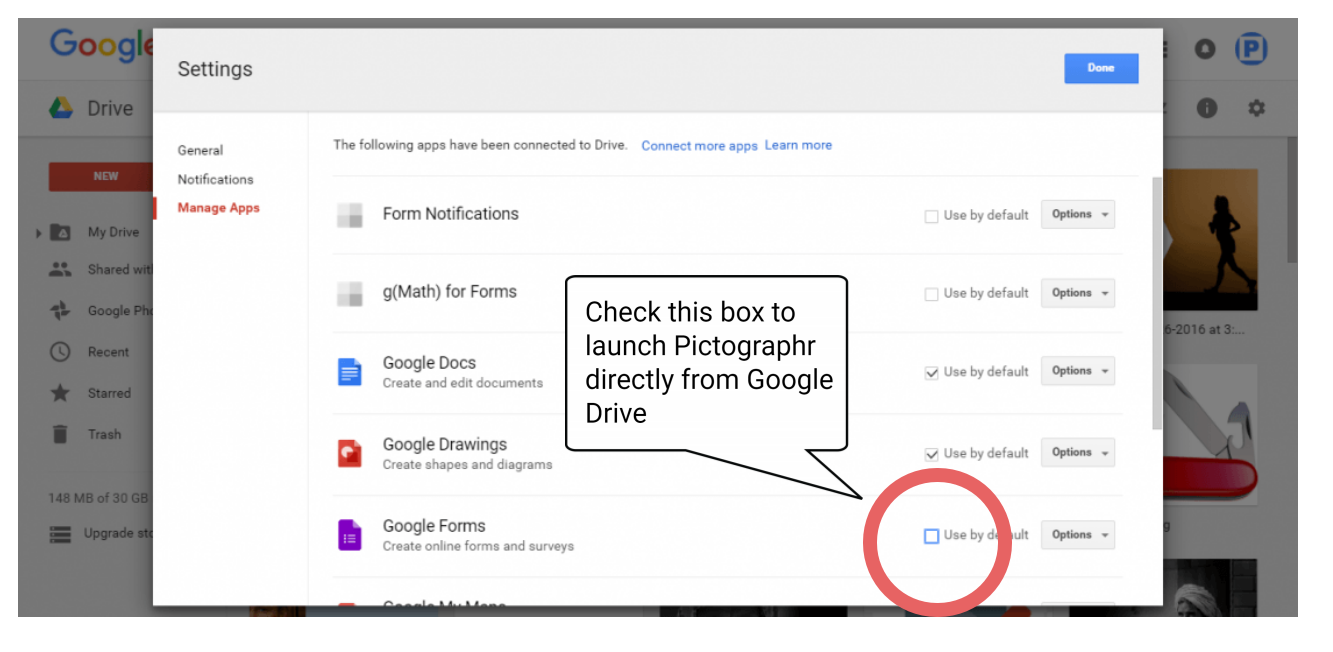 Google
Settings
Done
P
Drive
General
The following apps have been connected to Drive. Connect more apps Learn more
Notifications
NEW
Manage Apps
Form Notifications
Use by default
Options
My Drive
Shared with
g(Math) for Forms
Use by default
Options
Google Pho
Check this box to
launch Pictographr
directly from Google
Drive
6-2016 at 3:...
Recent
Google Docs
Create and edit documents
Use by default
Options
Starred
Trash
Google Drawings
Create shapes and diagrams
Use by default
Options
148 MB of 30 GB
Upgrade sto
Google Forms
Create online forms and surveys
Use by default
Options
g
Google My Maps